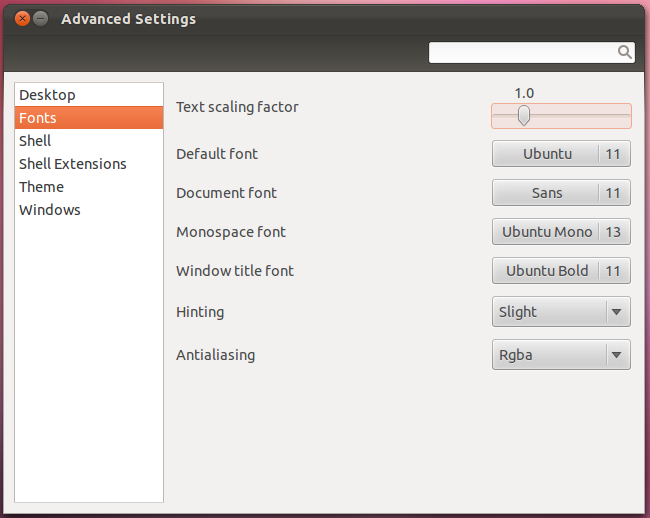 Advanced Settings
Desktop
Fonts
Shell
Shell Extensions
Theme
Windows
Text scaling factor 1.0
Default font Ubuntu 11
Document font Sans 11
Monospace font Ubuntu Mono 13
Window title font Ubuntu Bold 11
Hinting Slight
Antialiasing Rgba